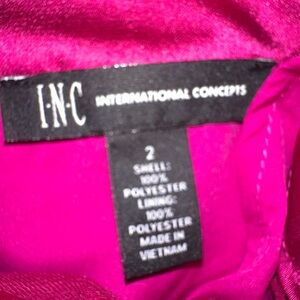 I·N·C INTERNATIONAL CONCEPTS
2
SHELL:
100%
POLYESTER
LINING:
100%
POLYESTER
MADE IN
VIETNAM